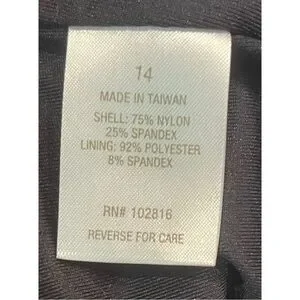 14
MADE IN TAIWAN
SHELL: 75% NYLON
25% SPANDEX
LINING: 92% POLYESTER
8% SPANDEX
RN# 102816
REVERSE FOR CARE